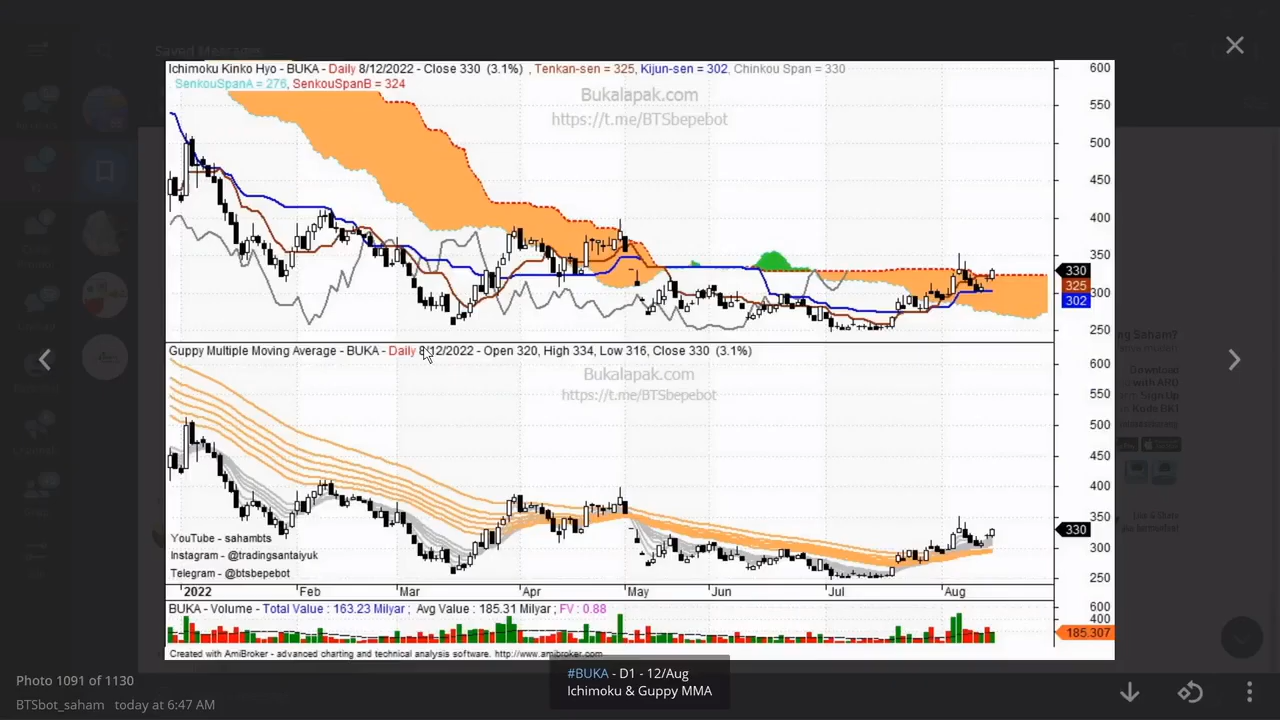 Saved Messages
Ichimoku Kinko Hyo - BUKA - Daily 8/12/2022 - Close 330 (3.1%) , Tenkan-sen = 325, Kijun-sen = 302, Chinkou Span = 330
SenkouSpanA = 276, SenkouSpanB = 324
Bukalapak.com
https://t.me/BTSbepebot
600
550
500
450
400
350
330
325
302
300
250
Guppy Multiple Moving Average - BUKA - Daily 8/12/2022 - Open 320, High 334, Low 316, Close 330 (3.1%)
Bukalapak.com
https://t.me/BTSbepebot
600
550
500
450
400
350
330
300
250
YouTube - sahambts
Instagram - @tradingsantaiyuk
Telegram - @btsbepebot
2022 Feb Mar Apr May Jun Jul Aug
BUKA - Volume - Total Value : 163.23 Milyar ; Avg Value : 185.31 Milyar ; FV : 0.88
600
400
185.307
Created with AmiBroker - advanced charting and technical analysis software. http://www.amibroker.com
#BUKA - D1 - 12/Aug
Ichimoku & Guppy MMA
Photo 1091 of 1130
BTSbot_saham today at 6:47 AM